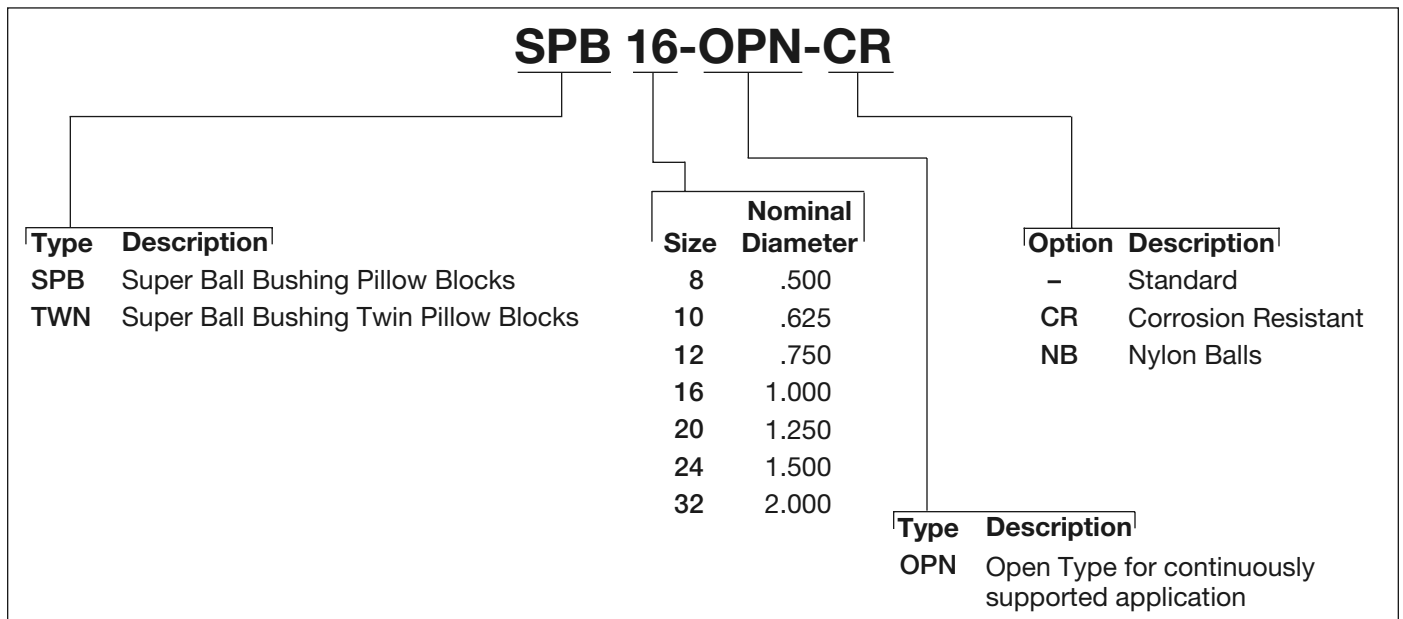 SPB 16-OPN-CR
Type Description
SPB Super Ball Bushing Pillow Blocks
TWN Super Ball Bushing Twin Pillow Blocks
Nominal
Size Diameter
8 .500
10 .625
12 .750
16 1.000
20 1.250
24 1.500
32 2.000
Option Description
– Standard
CR Corrosion Resistant
NB Nylon Balls
Type Description
OPN Open Type for continuously
supported application